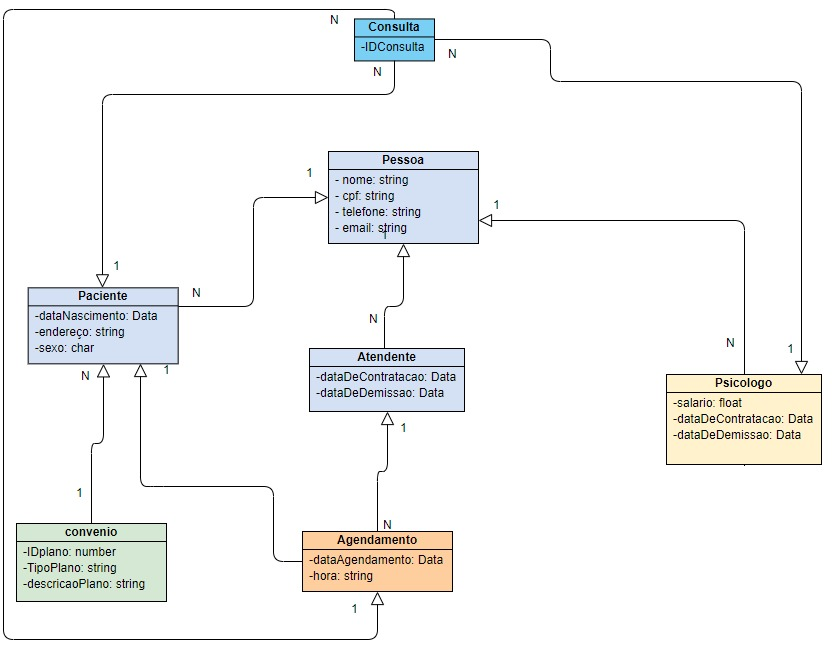 N
Consulta
-IDConsulta
N
N
Pessoa
- nome: string
- cpf: string
- telefone: string
- email: string
1
1
1
1
Paciente
-dataNascimento: Data
-endereço: string
-sexo: char
N
N
Atendente
-dataDeContratacao: Data
-dataDeDemissao: Data
N
1
Psicologo
-salario: float
-dataDeContratacao: Data
-dataDeDemissao: Data
N
1
1
1
convenio
-IDplano: number
-TipoPlano: string
-descricaoPlano: string
N
Agendamento
-dataAgendamento: Data
-hora: string
1